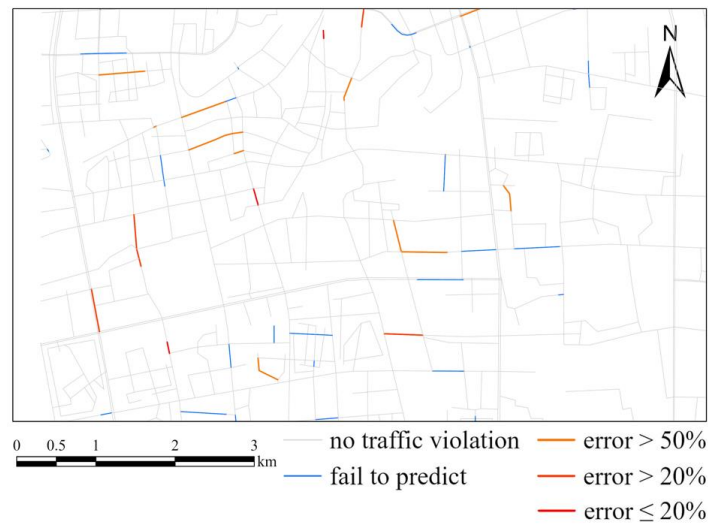 N
0 0.5 1 2 3
km
no traffic violation
fail to predict
error > 50%
error > 20%
error ≤ 20%